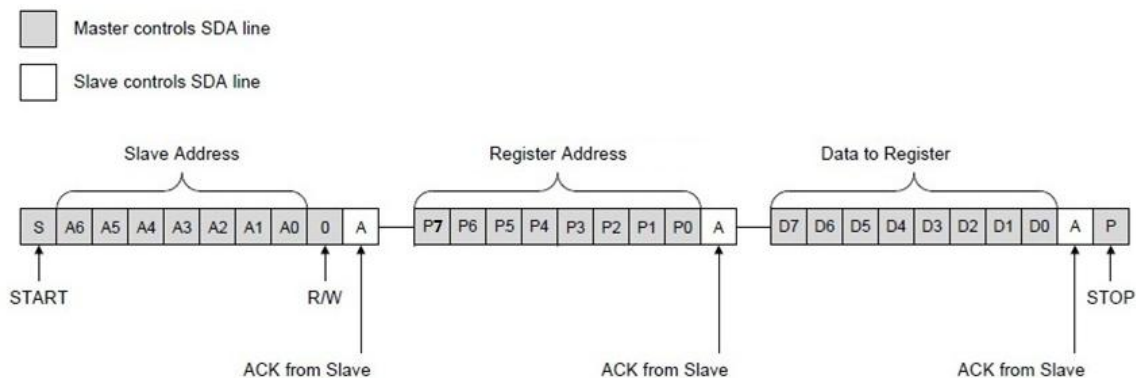 Master controls SDA line
Slave controls SDA line
Slave Address Register Address Data to Register
S A6 A5 A4 A3 A2 A1 A0 0 A P7 P6 P5 P4 P3 P2 P1 P0 A D7 D6 D5 D4 D3 D2 D1 D0 A P
START R/W STOP
ACK from Slave ACK from Slave ACK from Slave